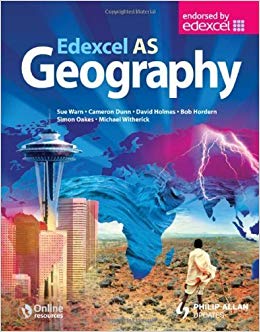 endorsed by
edexcel
Edexcel AS
Geography
Sue Warn • Cameron Dunn • David Holmes • Bob Hordern
Simon Oakes • Michael Witherick
Online
resources
PHILIP ALLAN
UPDATES